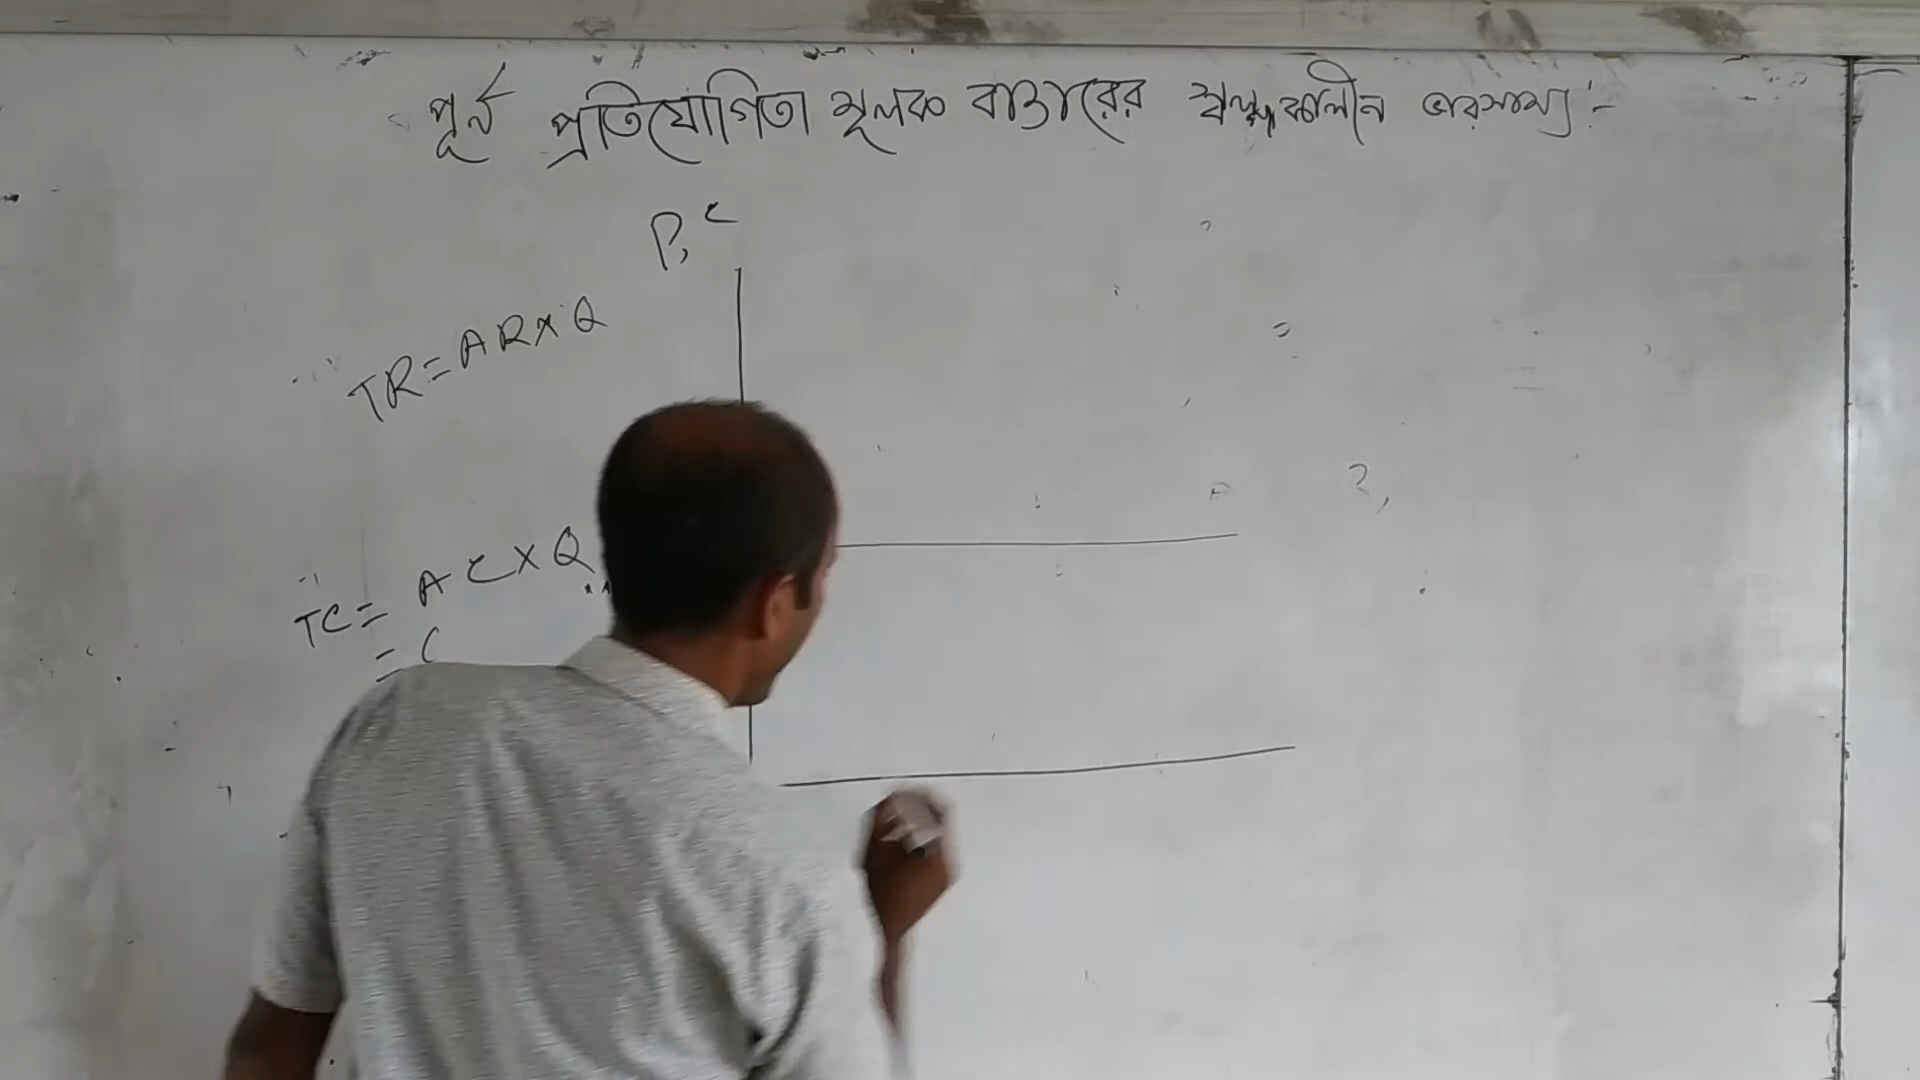 পূর্ন প্রতিযোগিতা মূলক বাজারের স্বল্পকালীন ভারসাম্য :-
P, C
TR = AR X Q
TC = AC X Q
= C